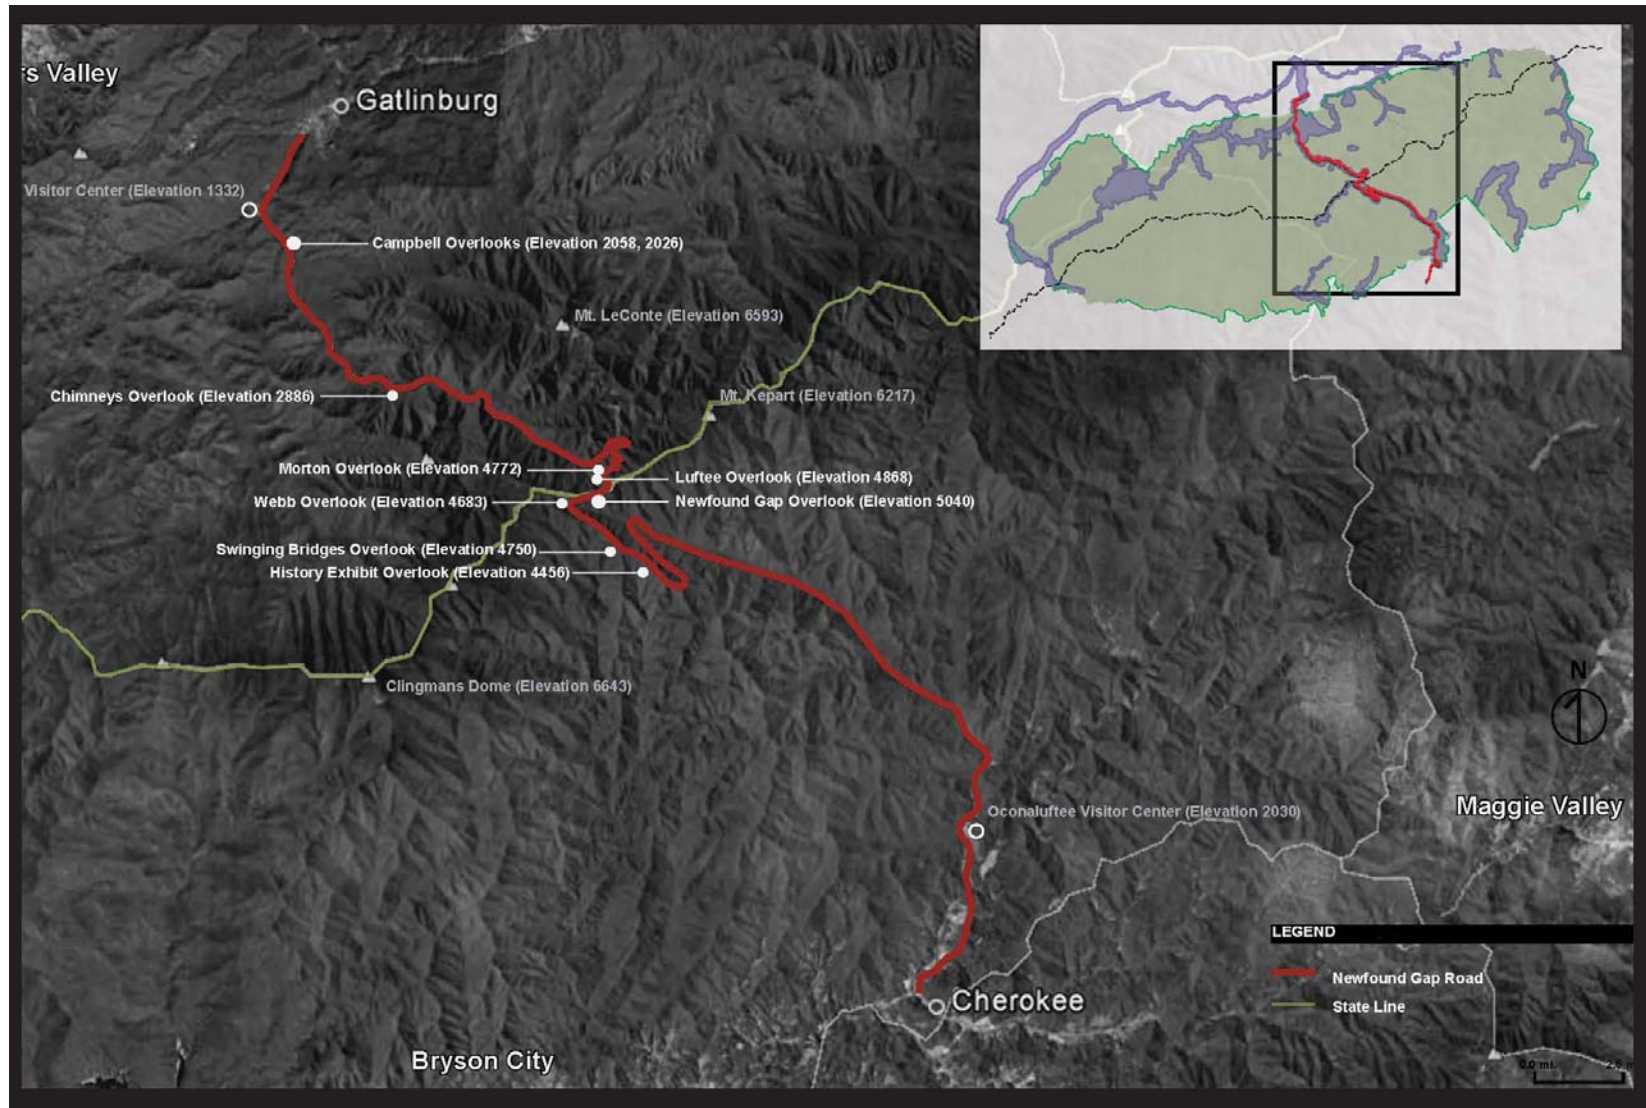 rs Valley
Gatlinburg
Visitor Center (Elevation 1332)
Campbell Overlooks (Elevation 2058, 2026)
Mt. LeConte (Elevation 6593)
Chimneys Overlook (Elevation 2886)
Mt. Kepart (Elevation 6217)
Morton Overlook (Elevation 4772)
Luftee Overlook (Elevation 4868)
Webb Overlook (Elevation 4683)
Newfound Gap Overlook (Elevation 5040)
Swinging Bridges Overlook (Elevation 4750)
History Exhibit Overlook (Elevation 4456)
Clingmans Dome (Elevation 6643)
N
Oconaluftee Visitor Center (Elevation 2030)
Maggie Valley
LEGEND
Newfound Gap Road
State Line
Cherokee
Bryson City
0.0 mi.
2.5 m